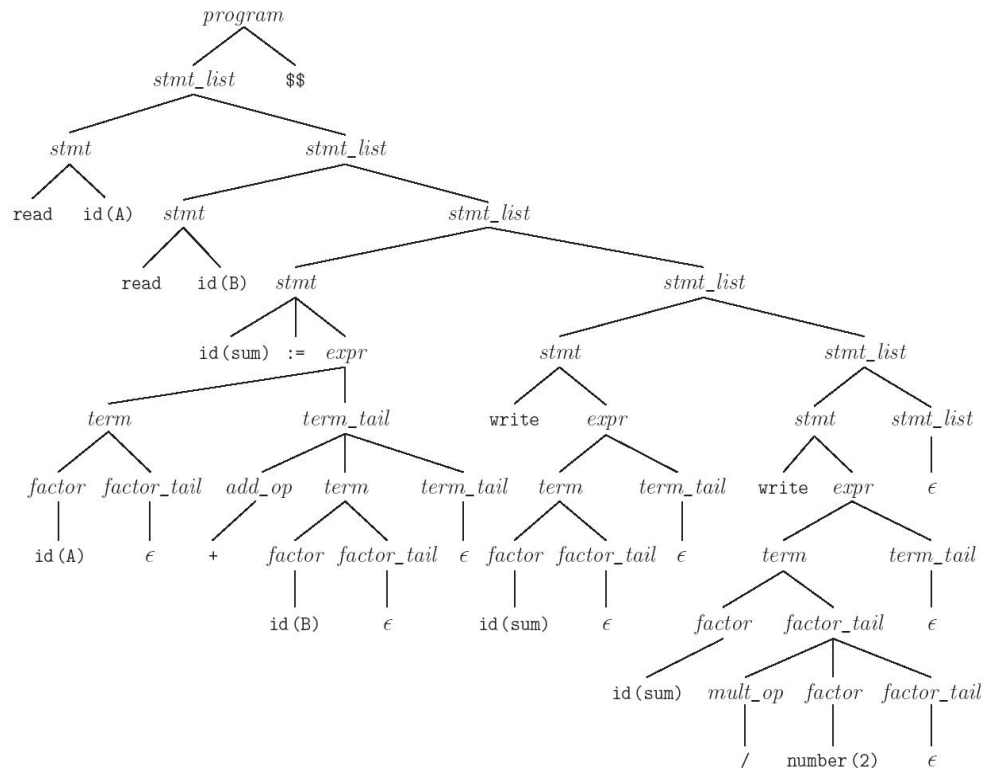 program
stmt_list $$
stmt stmt_list
read id(A) stmt stmt_list
read id(B) stmt stmt_list
id(sum) := expr stmt stmt_list
term term_tail write expr stmt stmt_list
factor factor_tail add_op term term_tail term term_tail write expr ϵ
id(A) ϵ + factor factor_tail ϵ factor factor_tail ϵ term term_tail
id(B) ϵ id(sum) ϵ factor factor_tail ϵ
id(sum) mult_op factor factor_tail
/ number(2) ϵ